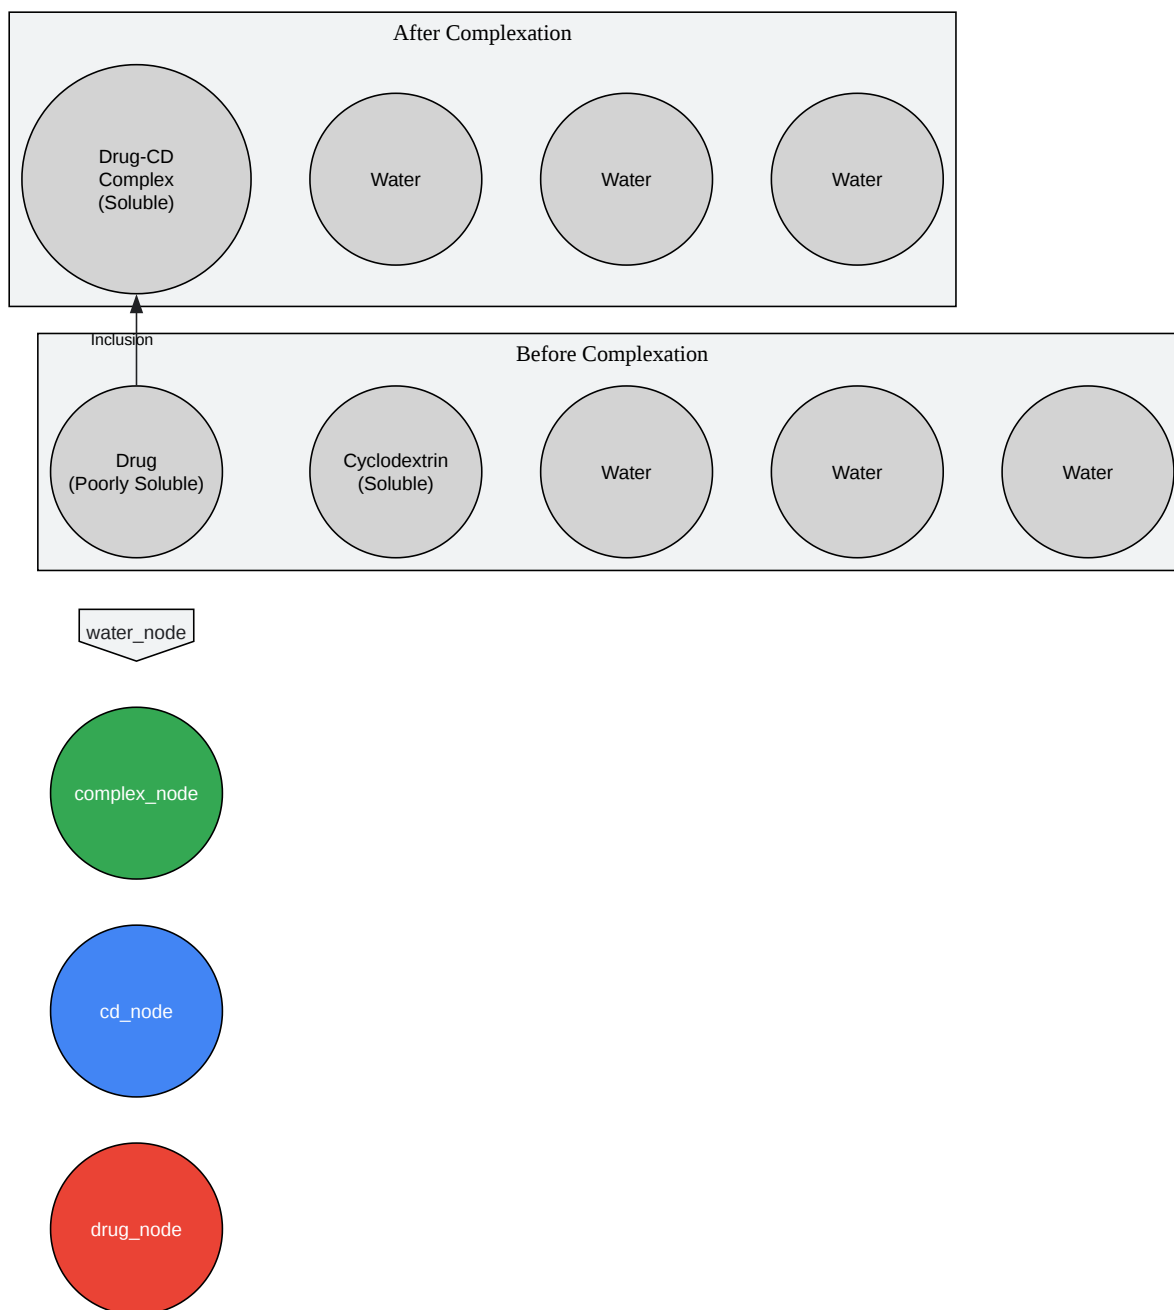 After Complexation
Drug-CD
Complex
(Soluble)
Water
Water
Water
Inclusion
Before Complexation
Drug
(Poorly Soluble)
Cyclodextrin
(Soluble)
Water
Water
Water
water_node
complex_node
cd_node
drug_node